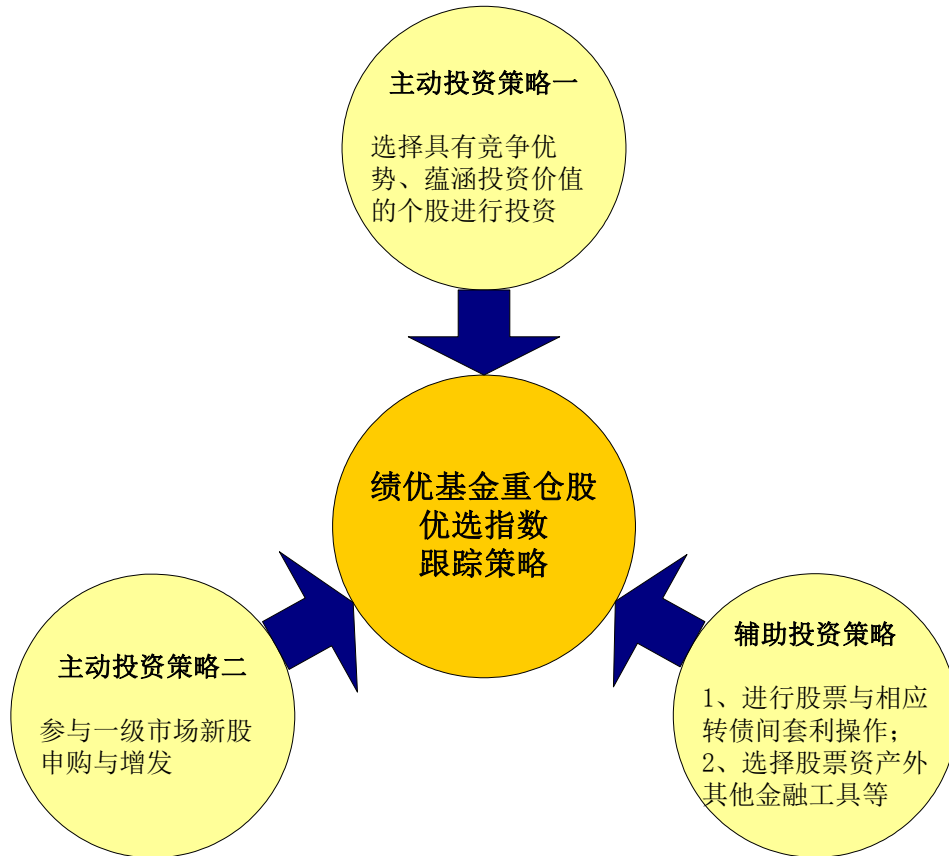 主动投资策略一
选择具有竞争优
势、蕴涵投资价值
的个股进行投资
绩优基金重仓股
优选指数
跟踪策略
主动投资策略二
参与一级市场新股
申购与增发
辅助投资策略
1、进行股票与相应
转债间套利操作；
2、选择股票资产外
其他金融工具等